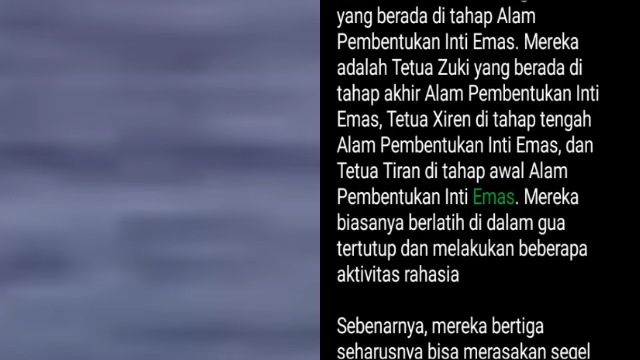 yang berada di tahap Alam
Pembentukan Inti Emas. Mereka
adalah Tetua Zuki yang berada di
tahap akhir Alam Pembentukan Inti
Emas, Tetua Xiren di tahap tengah
Alam Pembentukan Inti Emas, dan
Tetua Tiran di tahap awal Alam
Pembentukan Inti Emas. Mereka
biasanya berlatih di dalam gua
tertutup dan melakukan beberapa
aktivitas rahasia
Sebenarnya, mereka bertiga
seharusnya bisa merasakan segel